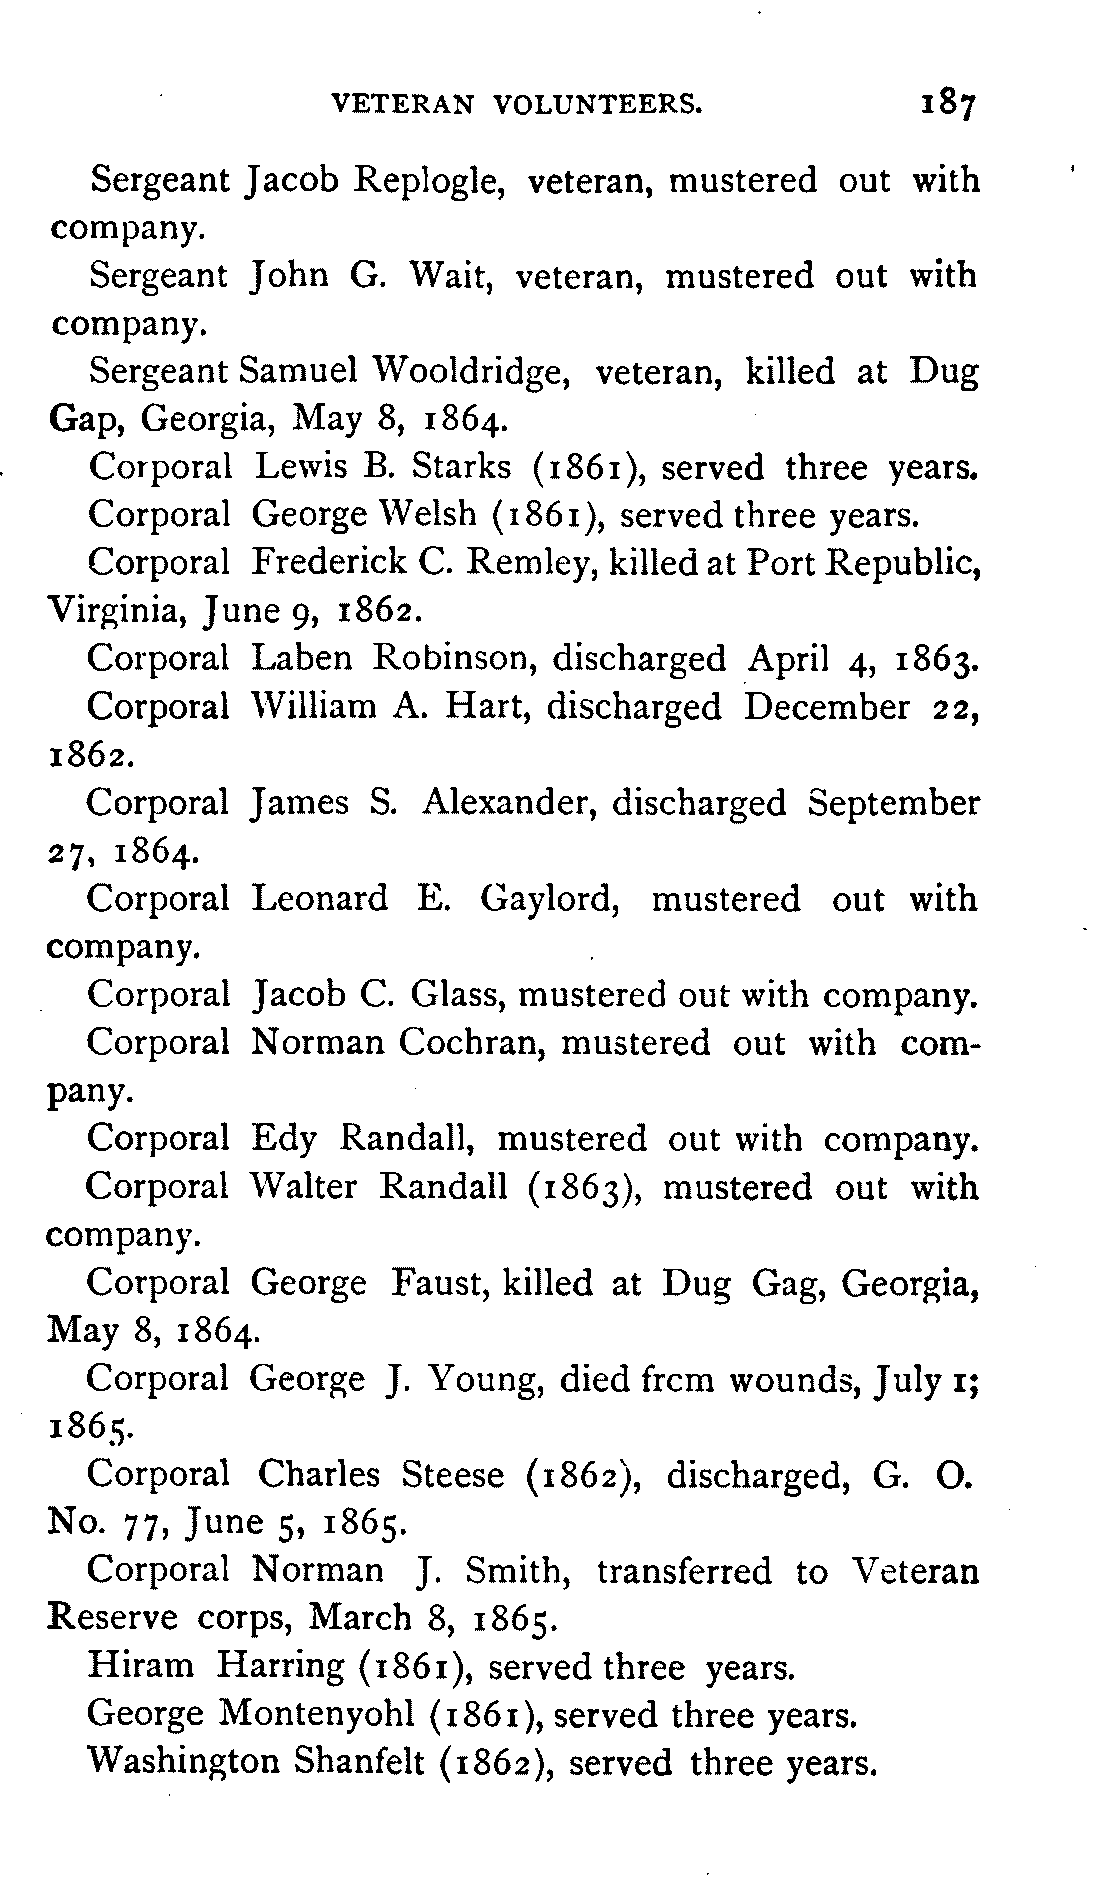 VETERAN VOLUNTEERS. 187
Sergeant Jacob Replogle, veteran, mustered out with
company.
Sergeant John G. Wait, veteran, mustered out with
company.
Sergeant Samuel Wooldridge, veteran, killed at Dug
Gap, Georgia, May 8, 1864.
Corporal Lewis B. Starks (1861), served three years.
Corporal George Welsh (1861), served three years.
Corporal Frederick C. Remley, killed at Port Republic,
Virginia, June 9, 1862.
Corporal Laben Robinson, discharged April 4, 1863.
Corporal William A. Hart, discharged December 22,
1862.
Corporal James S. Alexander, discharged September
27, 1864.
Corporal Leonard E. Gaylord, mustered out with
company.
Corporal Jacob C. Glass, mustered out with company.
Corporal Norman Cochran, mustered out with com-
pany.
Corporal Edy Randall, mustered out with company.
Corporal Walter Randall (1863), mustered out with
company.
Corporal George Faust, killed at Dug Gag, Georgia,
May 8, 1864.
Corporal George J. Young, died frcm wounds, July 1;
1865.
Corporal Charles Steese (1862), discharged, G. O.
No. 77, June 5, 1865.
Corporal Norman J. Smith, transferred to Veteran
Reserve corps, March 8, 1865.
Hiram Harring (1861), served three years.
George Montenyohl (1861), served three years.
Washington Shanfelt (1862), served three years.